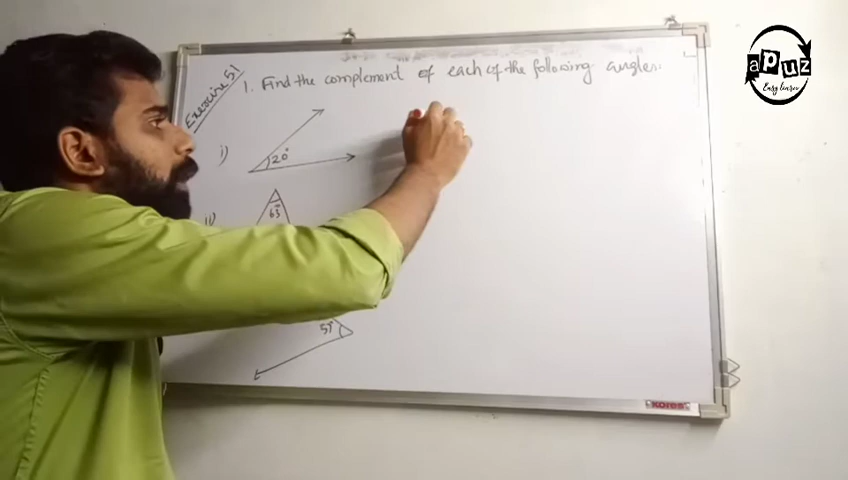 Exercise 5.1
1. Find the complement of each of the following angles:
i)
20°
ii)
63
57°
KORES
apuz
Easy learn